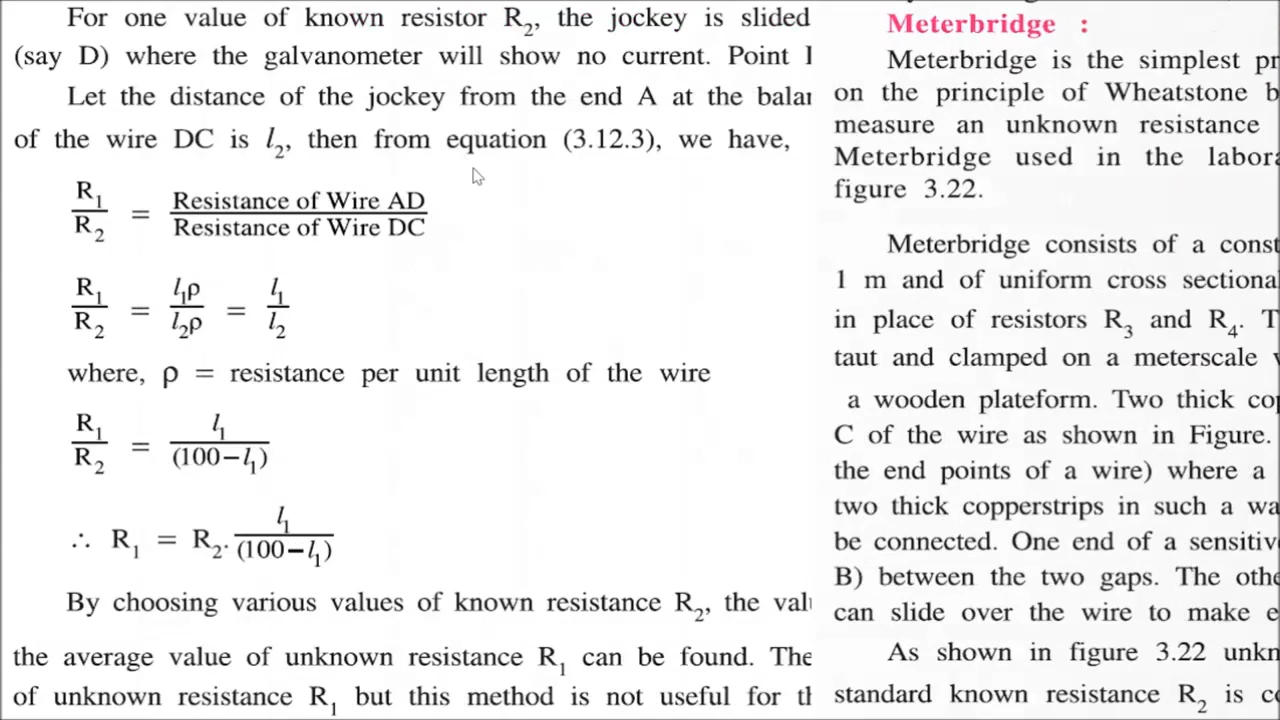 For one value of known resistor R₂, the jockey is slided
(say D) where the galvanometer will show no current. Point
Let the distance of the jockey from the end A at the
of the wire DC is l₂, then from equation (3.12.3), we have,
R₁/R₂ = Resistance of Wire AD/Resistance of Wire DC
R₁/R₂ = l₁ρ/l₂ρ = l₁/l₂
where, ρ = resistance per unit length of the wire
R₁/R₂ = l₁/(100−l₁)
∴ R₁ = R₂. l₁/(100−l₁)
By choosing various values of known resistance R₂, the
the average value of unknown resistance R₁ can be found.
of unknown resistance R₁ but this method is not useful for
Meterbridge :
Meterbridge is the simplest
on the principle of Wheatstone
measure an unknown resistance
Meterbridge used in the
figure 3.22.
Meterbridge consists of a
1 m and of uniform cross
in place of resistors R₃ and R₄.
taut and clamped on a meterscale
a wooden plateform. Two thick
C of the wire as shown in Figure.
the end points of a wire) where a
two thick copperstrips in such a
be connected. One end of a
B) between the two gaps. The
can slide over the wire to make
As shown in figure 3.22
standard known resistance R₂ is